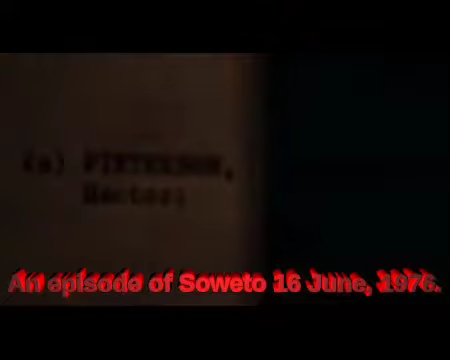 (a) PIETERSON,
Hector;
An episode of Soweto 16 June, 1976.